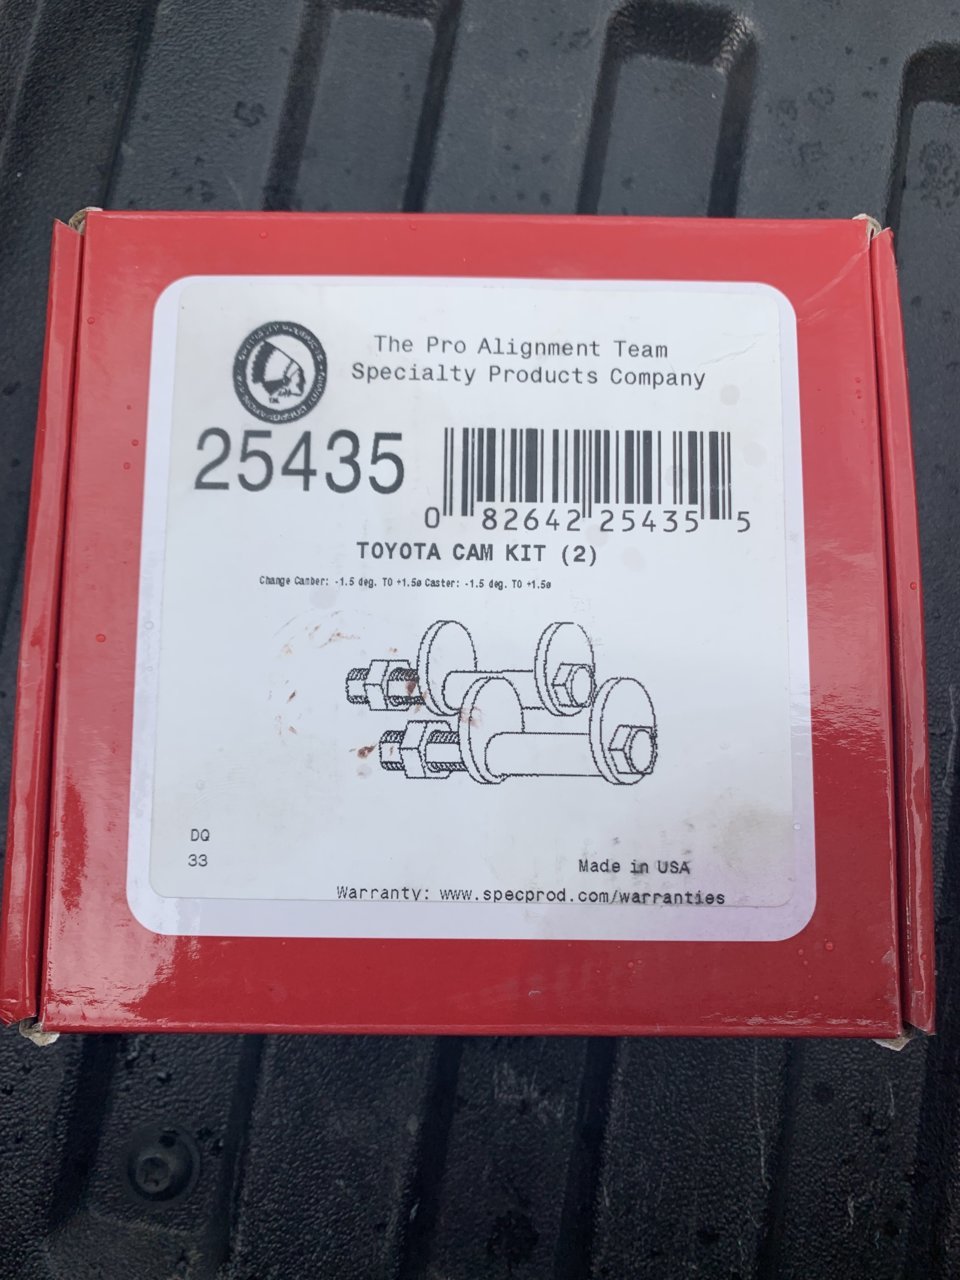 The Pro Alignment Team
Specialty Products Company
25435
0 82642 25435 5
TOYOTA CAM KIT (2)
Change Camber: -1.5 deg. TO +1.5ø Caster: -1.5 deg. TO +1.5ø
DQ
33
Made in USA
Warranty: www.specprod.com/warranties